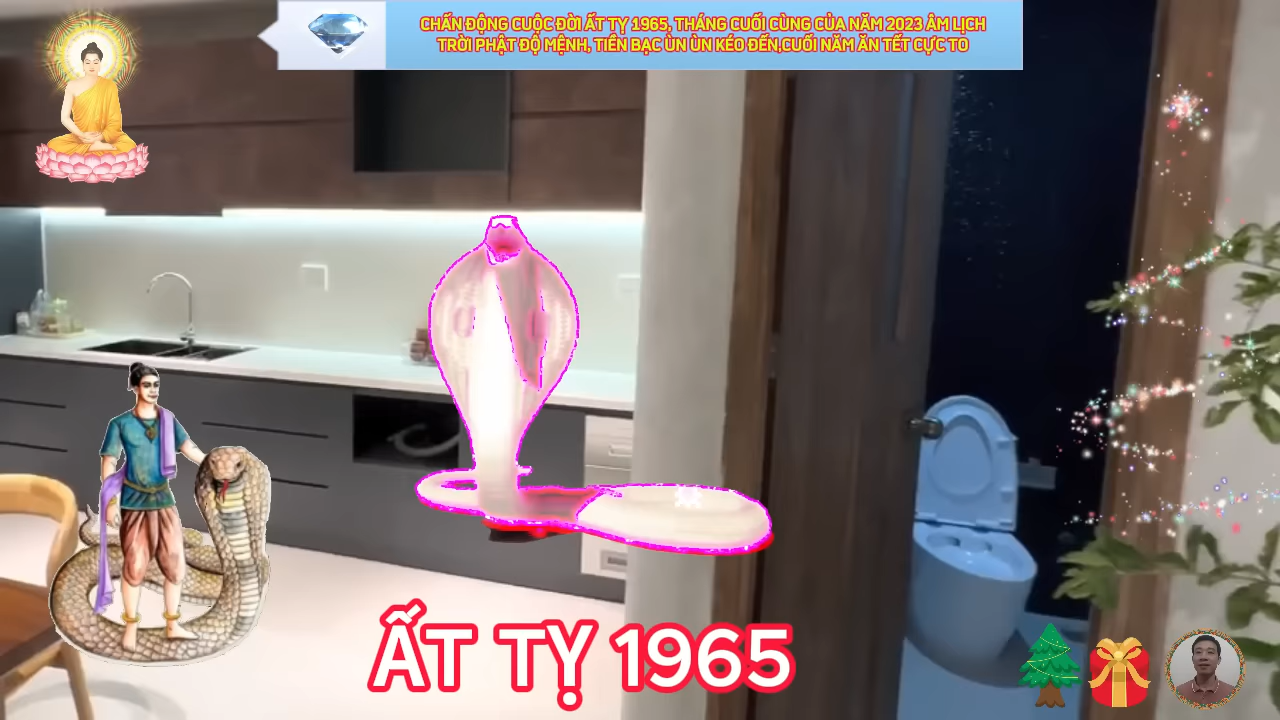 CHẤN ĐỘNG CUỘC ĐỜI ẤT TỴ 1965, THÁNG CUỐI CÙNG CỦA NĂM 2023 ÂM LỊCH
TRỜI PHẬT ĐỘ MỆNH, TIỀN BẠC ÙN ÙN KÉO ĐẾN,CUỐI NĂM ĂN TẾT CỰC TO
ẤT TỴ 1965